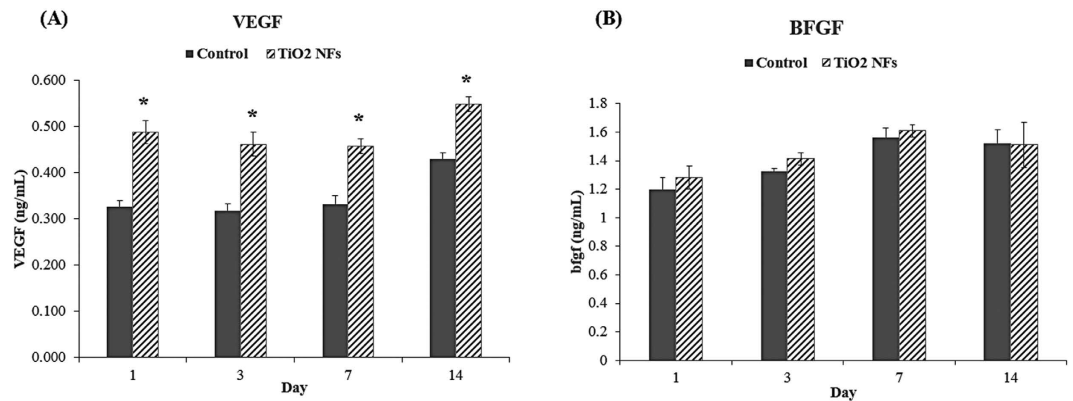 (A)
VEGF
Control TiO2 NFs
0.600
0.500
0.400
0.300
0.200
0.100
0.000
VEGF (ng/mL)
* * * *
1 3 7 14
Day
(B)
BFGF
Control TiO2 NFs
1.8
1.6
1.4
1.2
1
0.8
0.6
0.4
0.2
0
bfgf (ng/mL)
1 3 7 14
Day